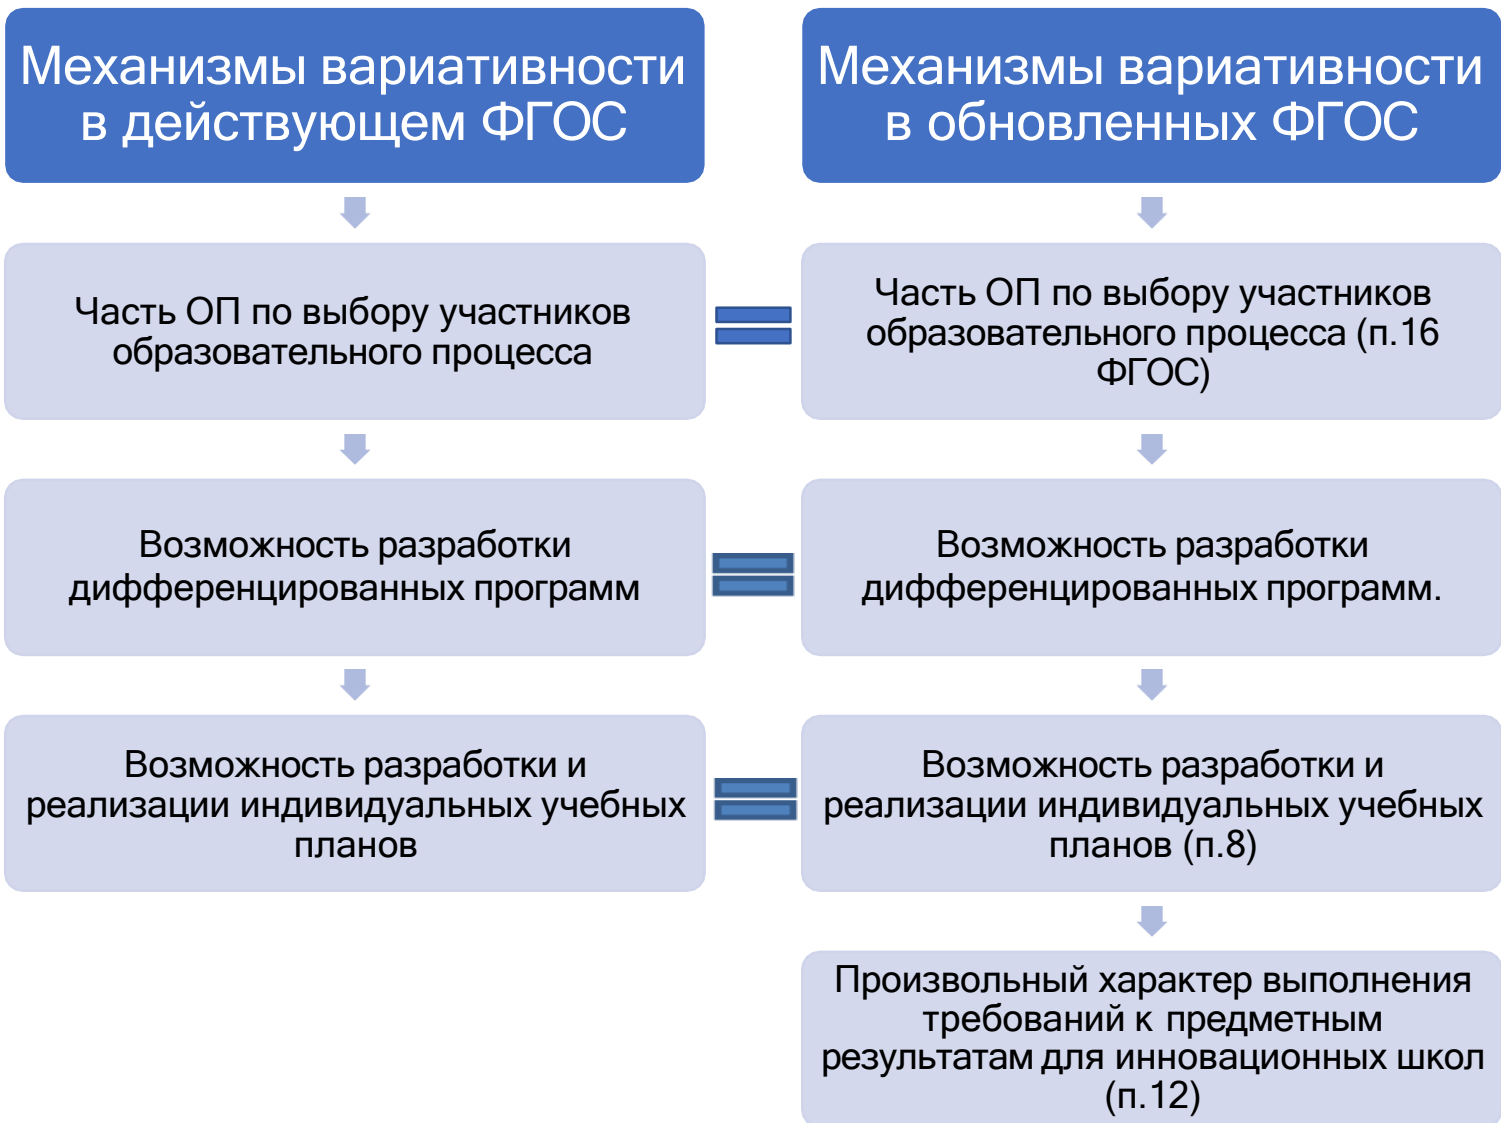 Механизмы вариативности
в действующем ФГОС
Часть ОП по выбору участников
образовательного процесса
Возможность разработки
дифференцированных программ
Возможность разработки и
реализации индивидуальных учебных
планов
Механизмы вариативности
в обновленных ФГОС
Часть ОП по выбору участников
образовательного процесса (п.16
ФГОС)
Возможность разработки
дифференцированных программ.
Возможность разработки и
реализации индивидуальных учебных
планов (п.8)
Произвольный характер выполнения
требований к предметным
результатам для инновационных школ
(п.12)